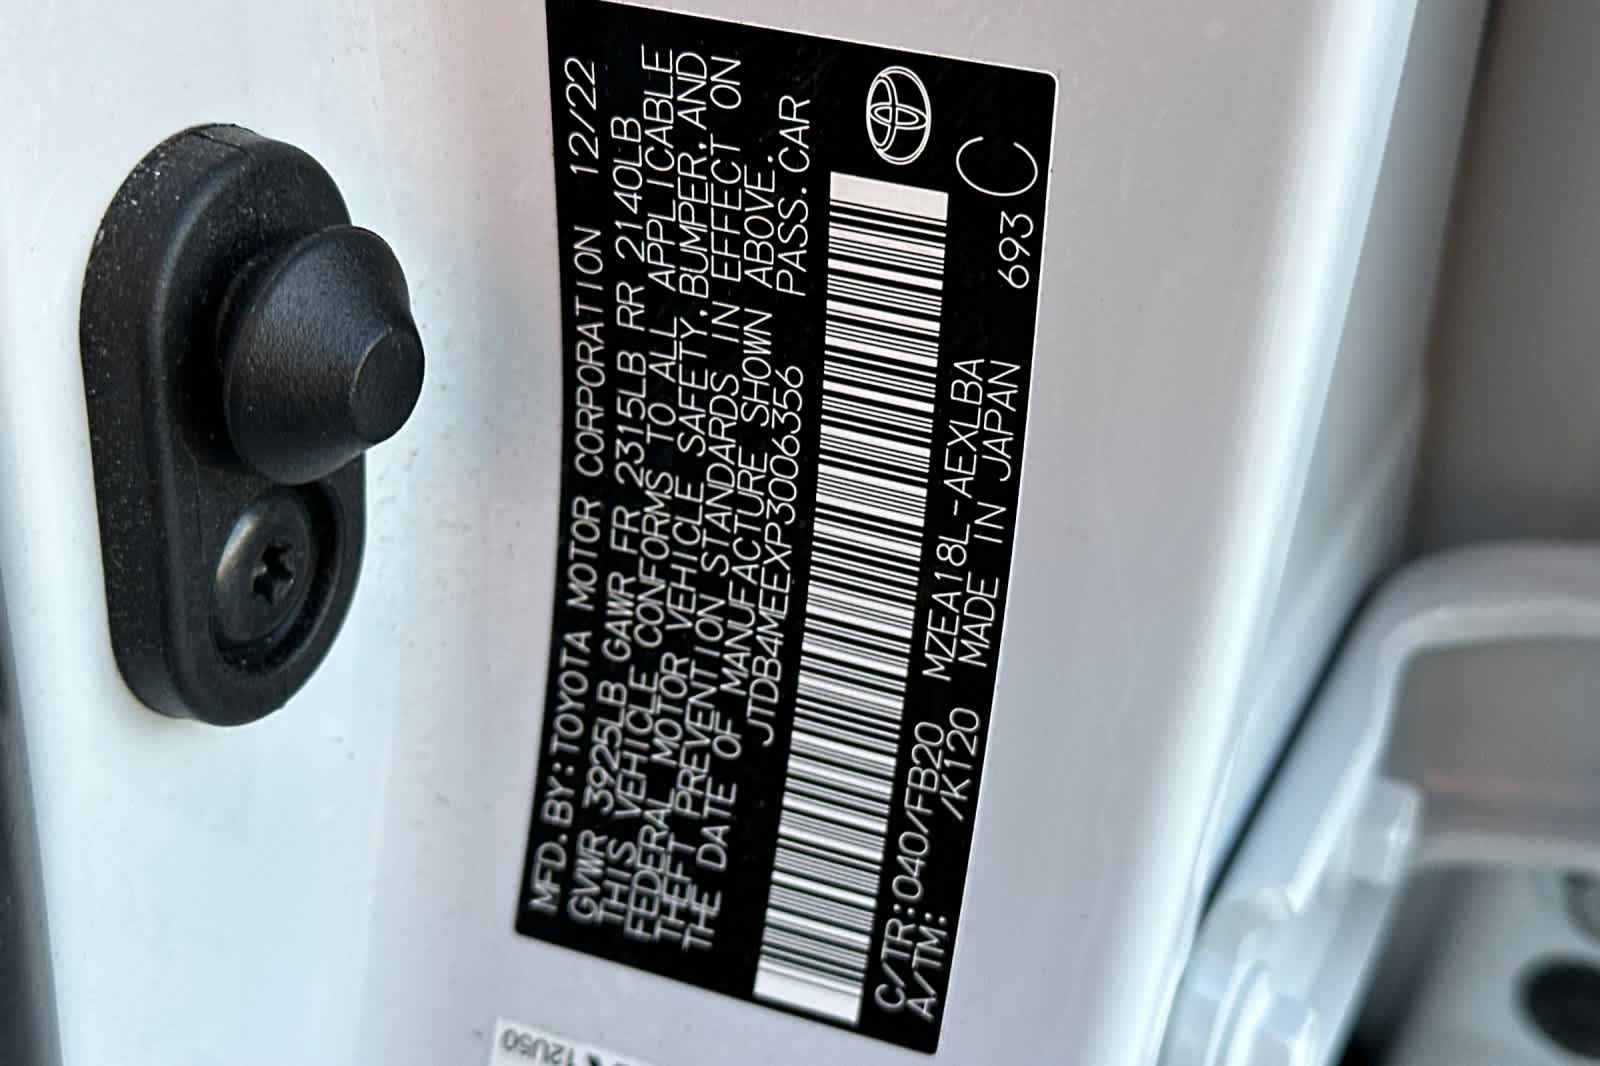 MFD.BY:TOYOTA MOTOR CORPORATION 12/22
GVWR 3925LB GAWR FR 2315LB RR 2140LB
THIS VEHICLE CONFORMS TO ALL APPLICABLE
FEDERAL MOTOR VEHICLE SAFETY,BUMPER,AND
THEFT PREVENTION STANDARDS IN EFFECT ON
THE DATE OF MANUFACTURE SHOWN ABOVE.
JTDB4MEEXP3006356 PASS.CAR
C/TR:040/FB20 MZEA18L-AEXLBA
A/TM: /K120 MADE IN JAPAN 693 C
12U50